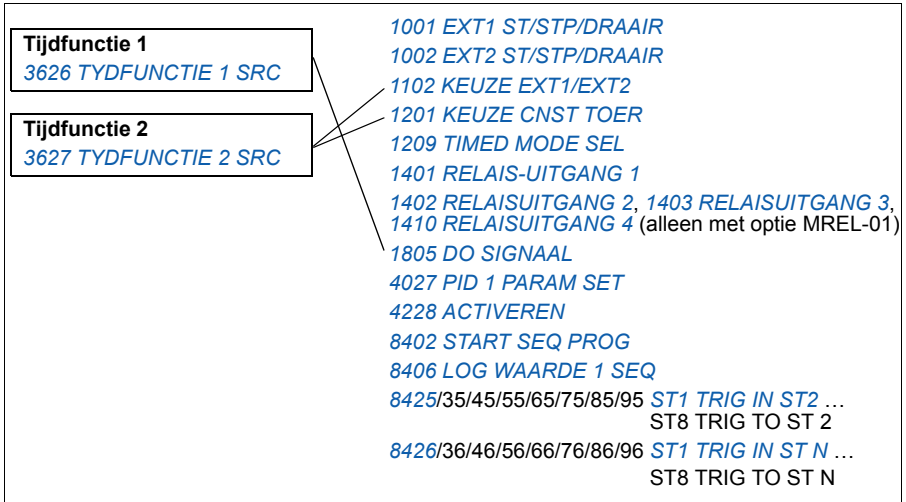 Tijdfunctie 1
3626 TYDFUNCTIE 1 SRC
Tijdfunctie 2
3627 TYDFUNCTIE 2 SRC
1001 EXT1 ST/STP/DRAAIR
1002 EXT2 ST/STP/DRAAIR
1102 KEUZE EXT1/EXT2
1201 KEUZE CNST TOER
1209 TIMED MODE SEL
1401 RELAIS-UITGANG 1
1402 RELAISUITGANG 2, 1403 RELAISUITGANG 3,
1410 RELAISUITGANG 4 (alleen met optie MREL-01)
1805 DO SIGNAAL
4027 PID 1 PARAM SET
4228 ACTIVEREN
8402 START SEQ PROG
8406 LOG WAARDE 1 SEQ
8425/35/45/55/65/75/85/95 ST1 TRIG IN ST2 …
ST8 TRIG TO ST 2
8426/36/46/56/66/76/86/96 ST1 TRIG IN ST N …
ST8 TRIG TO ST N